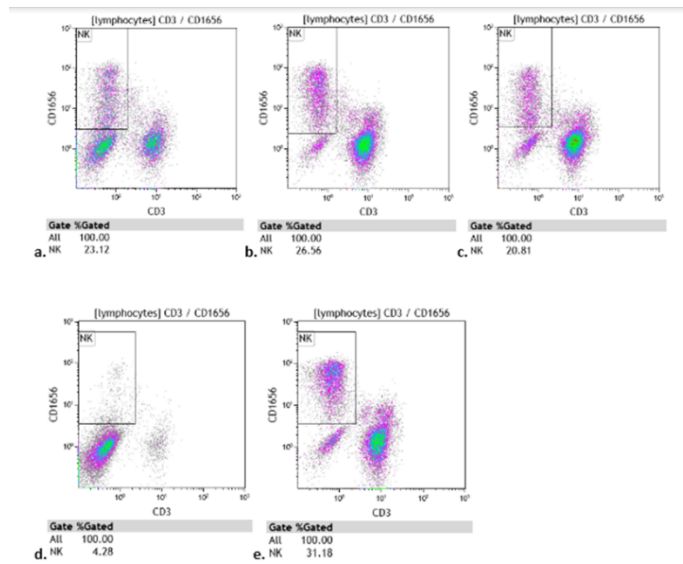 [lymphocytes] CD3 / CD1656
NK
CD1656
CD3
Gate %Gated
All 100.00
a. NK 23.12
[lymphocytes] CD3 / CD1656
NK
CD1656
CD3
Gate %Gated
All 100.00
b. NK 26.56
[lymphocytes] CD3 / CD1656
NK
CD1656
CD3
Gate %Gated
All 100.00
c. NK 20.81
[lymphocytes] CD3 / CD1656
NK
CD1656
CD3
Gate %Gated
All 100.00
d. NK 4.28
[lymphocytes] CD3 / CD1656
NK
CD1656
CD3
Gate %Gated
All 100.00
e. NK 31.18